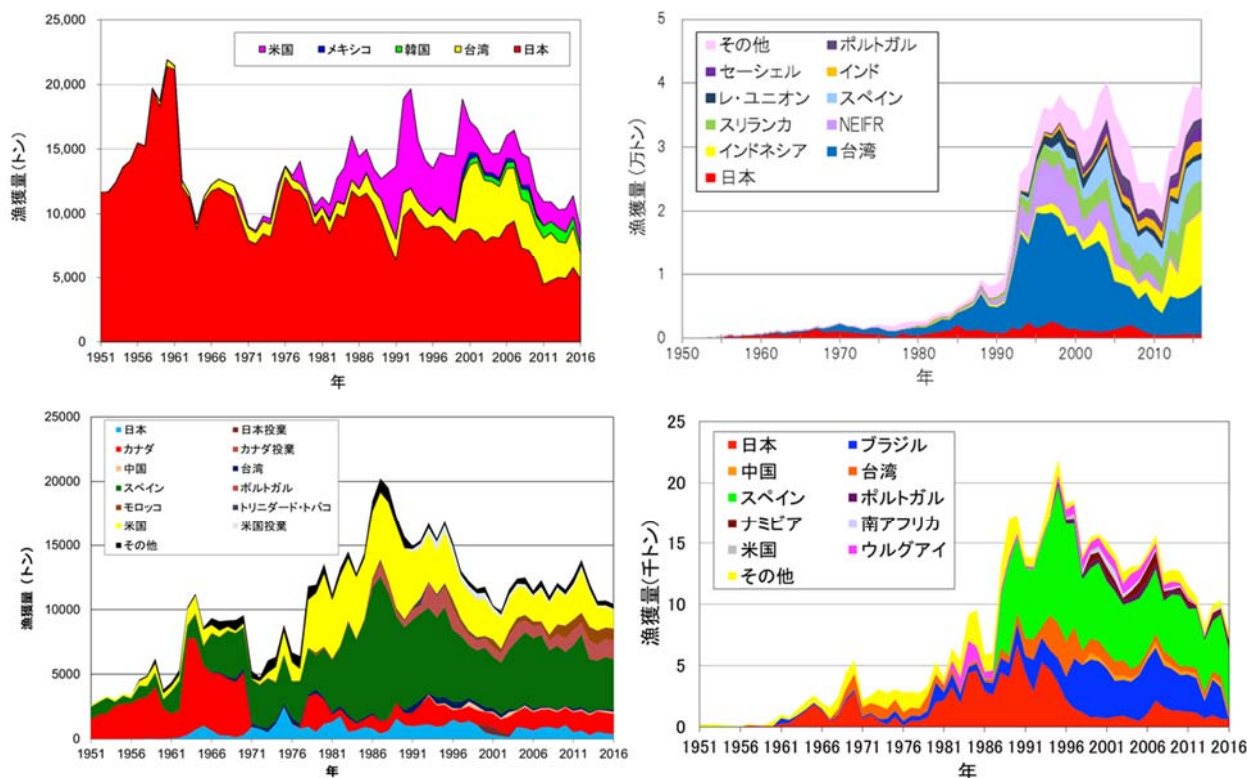 25,000
20,000
15,000
10,000
5,000
0
漁獲量(トン)
米国 メキシコ 韓国 台湾 日本
1951 1956 1961 1966 1971 1976 1981 1986 1991 1996 2001 2006 2011 2016
年
5
4
3
2
1
0
漁獲量(万トン)
その他 ポルトガル
セーシェル インド
レ・ユニオン スペイン
スリランカ NEIFR
インドネシア 台湾
日本
1950 1960 1970 1980 1990 2000 2010
年
25000
20000
15000
10000
5000
0
漁獲量(トン)
日本 日本投棄
カナダ カナダ投棄
中国 台湾
スペイン ポルトガル
モロッコ トリニダード・トバコ
米国 米国投棄
その他
1951 1956 1961 1966 1971 1976 1981 1986 1991 1996 2001 2006 2011 2016
年
25
20
15
10
5
0
漁獲量(千トン)
日本 ブラジル
中国 台湾
スペイン ポルトガル
ナミビア 南アフリカ
米国 ウルグアイ
その他
1951 1956 1961 1966 1971 1976 1981 1986 1991 1996 2001 2006 2011 2016
年